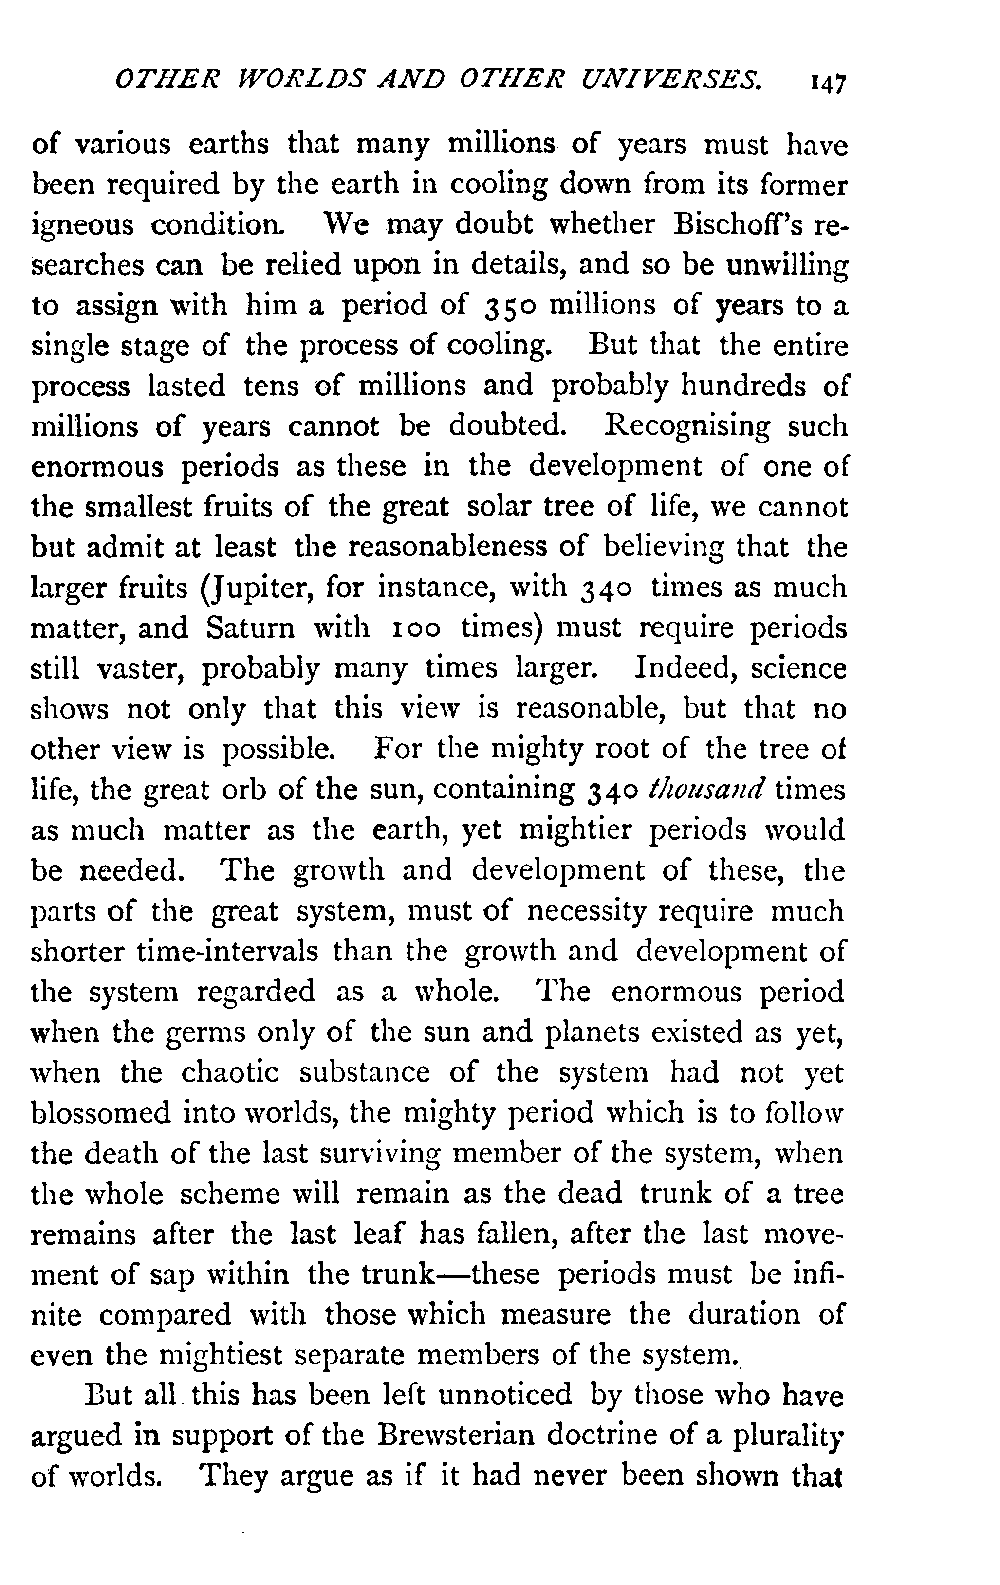 OTHER WORLDS AND OTHER UNIVERSES. 147
of various earths that many millions of years must have
been required by the earth in cooling down from its former
igneous condition. We may doubt whether Bischoff's re-
searches can be relied upon in details, and so be unwilling
to assign with him a period of 350 millions of years to a
single stage of the process of cooling. But that the entire
process lasted tens of millions and probably hundreds of
millions of years cannot be doubted. Recognising such
enormous periods as these in the development of one of
the smallest fruits of the great solar tree of life, we cannot
but admit at least the reasonableness of believing that the
larger fruits (Jupiter, for instance, with 340 times as much
matter, and Saturn with 100 times) must require periods
still vaster, probably many times larger. Indeed, science
shows not only that this view is reasonable, but that no
other view is possible. For the mighty root of the tree of
life, the great orb of the sun, containing 340 thousand times
as much matter as the earth, yet mightier periods would
be needed. The growth and development of these, the
parts of the great system, must of necessity require much
shorter time-intervals than the growth and development of
the system regarded as a whole. The enormous period
when the germs only of the sun and planets existed as yet,
when the chaotic substance of the system had not yet
blossomed into worlds, the mighty period which is to follow
the death of the last surviving member of the system, when
the whole scheme will remain as the dead trunk of a tree
remains after the last leaf has fallen, after the last move-
ment of sap within the trunk—these periods must be infi-
nite compared with those which measure the duration of
even the mightiest separate members of the system.
But all this has been left unnoticed by those who have
argued in support of the Brewsterian doctrine of a plurality
of worlds. They argue as if it had never been shown that